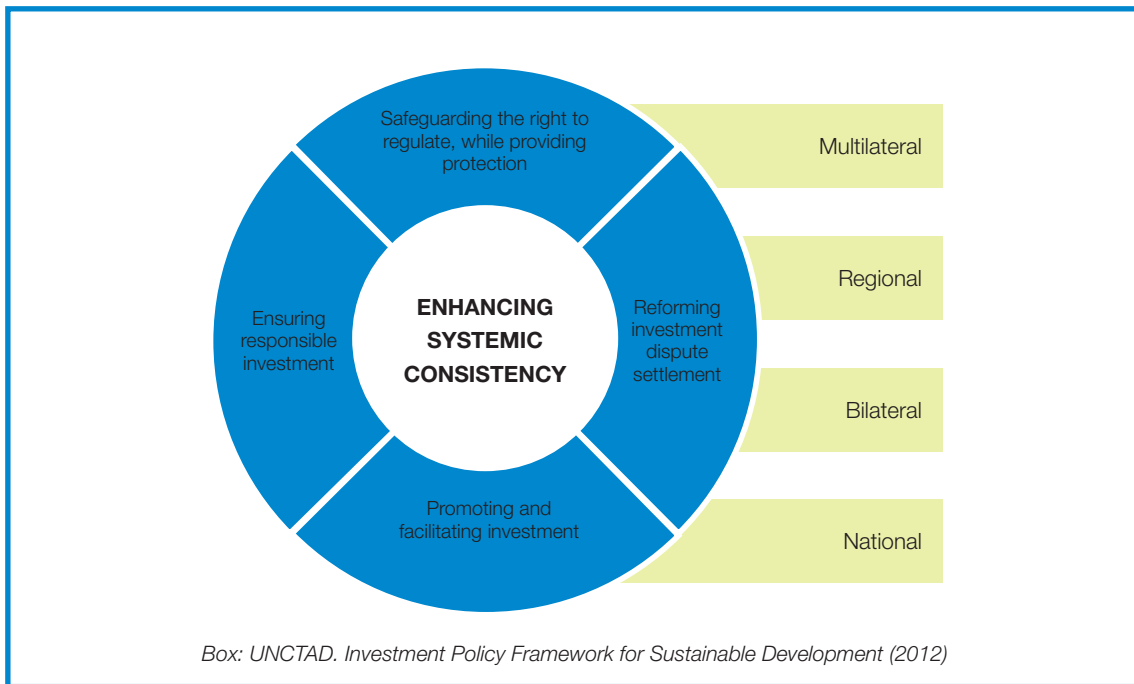 Safeguarding the right to
regulate, while providing
protection
Multilateral
Regional
Ensuring
responsible
investment
ENHANCING
SYSTEMIC
CONSISTENCY
Reforming
investment
dispute
settlement
Bilateral
Promoting and
facilitating investment
National
Box: UNCTAD. Investment Policy Framework for Sustainable Development (2012)